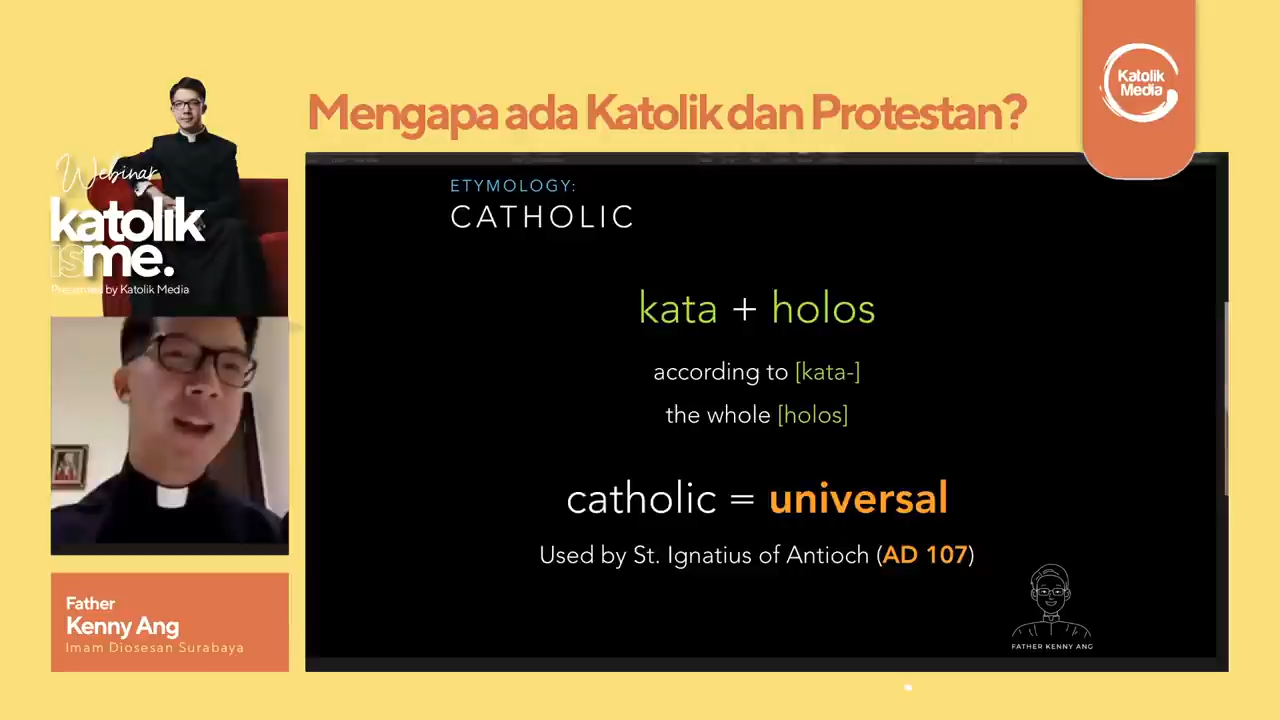 Mengapa ada Katolik dan Protestan?
Katolik
Media
Webinar
katolik
isme.
Presented by Katolik Media
ETYMOLOGY:
CATHOLIC
kata + holos
according to [kata-]
the whole [holos]
catholic = universal
Used by St. Ignatius of Antioch (AD 107)
FATHER KENNY ANG
Father
Kenny Ang
Imam Diosesan Surabaya